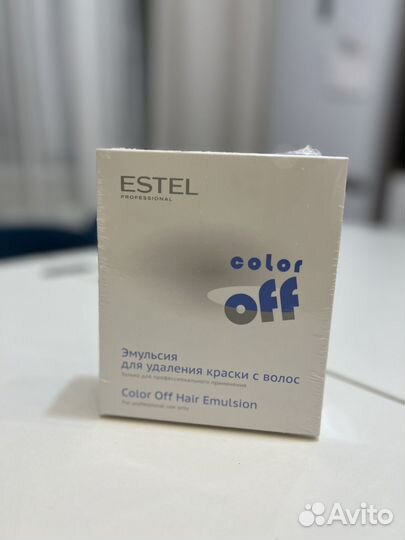 ESTEL
PROFESSIONAL
color
off
Эмульсия
для удаления краски с волос
Только для профессионального применения
Color Off Hair Emulsion
For professional use only
Avito